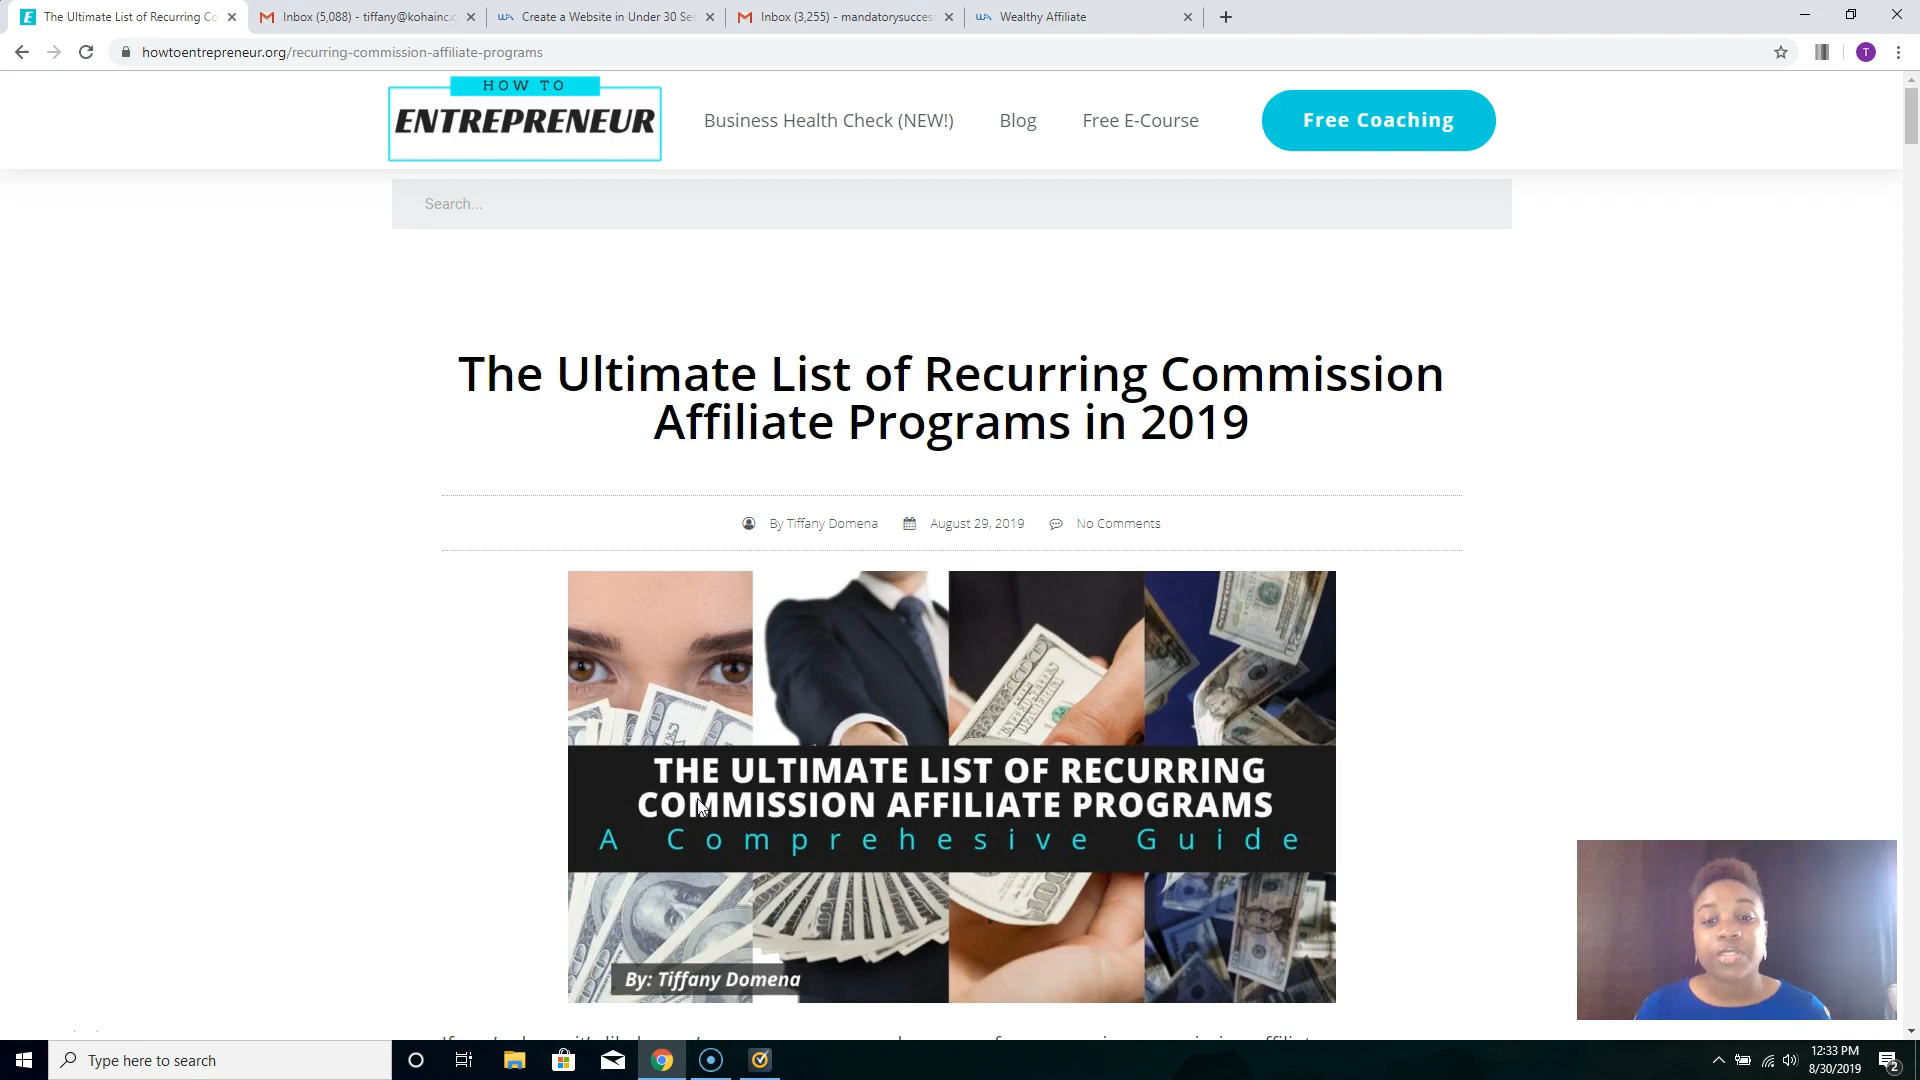 The Ultimate List of Recurring Co
Inbox (5,088) - tiffany@kohainc.c
Create a Website in Under 30 Sec
Inbox (3,255) - mandatorysuccess
Wealthy Affiliate
howtoentrepreneur.org/recurring-commission-affiliate-programs
T
HOW TO
ENTREPRENEUR
Business Health Check (NEW!)
Blog
Free E-Course
Free Coaching
Search...
The Ultimate List of Recurring Commission
Affiliate Programs in 2019
By Tiffany Domena
August 29, 2019
No Comments
THE ULTIMATE LIST OF RECURRING
COMMISSION AFFILIATE PROGRAMS
A Comprehesive Guide
By: Tiffany Domena
Type here to search
12:33 PM
8/30/2019
2